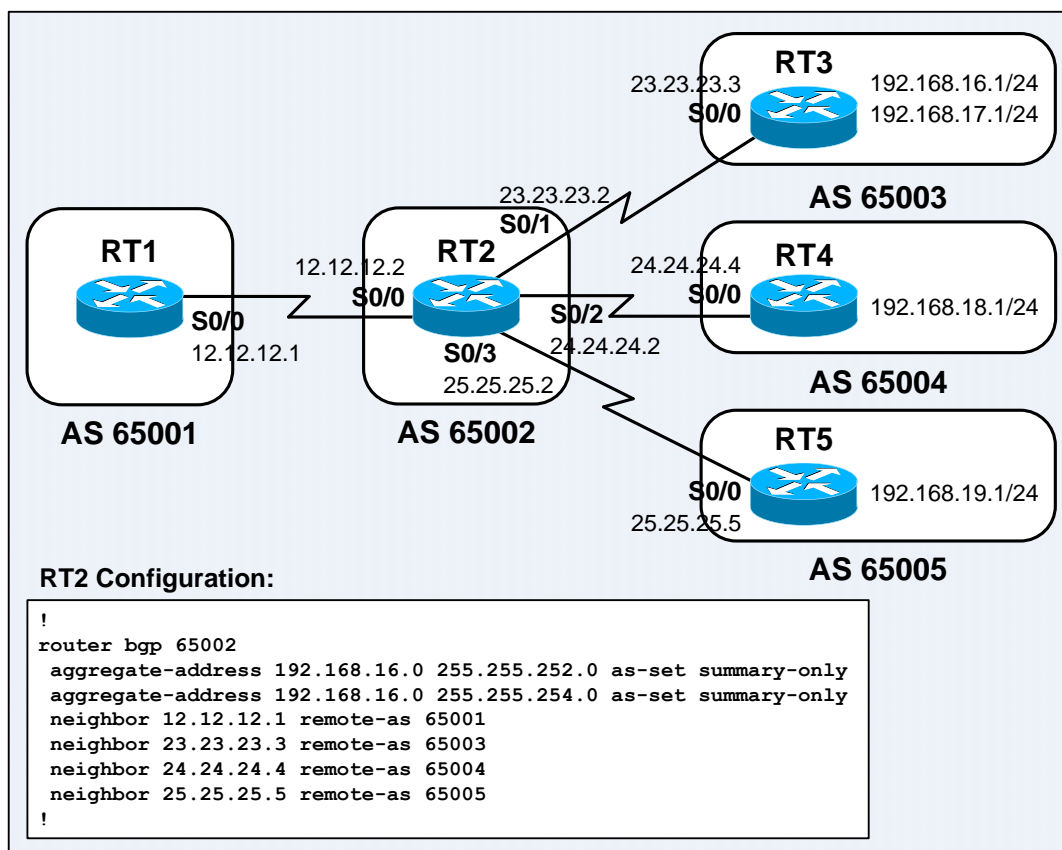 RT3
23.23.23.3
S0/0
192.168.16.1/24
192.168.17.1/24
AS 65003
23.23.23.2
S0/1
RT1
S0/0
12.12.12.1
AS 65001
RT2
12.12.12.2
S0/0
S0/2
24.24.24.2
S0/3
25.25.25.2
AS 65002
RT4
24.24.24.4
S0/0
192.168.18.1/24
AS 65004
RT5
S0/0
25.25.25.5
192.168.19.1/24
AS 65005
RT2 Configuration:
!
router bgp 65002
 aggregate-address 192.168.16.0 255.255.252.0 as-set summary-only
 aggregate-address 192.168.16.0 255.255.254.0 as-set summary-only
 neighbor 12.12.12.1 remote-as 65001
 neighbor 23.23.23.3 remote-as 65003
 neighbor 24.24.24.4 remote-as 65004
 neighbor 25.25.25.5 remote-as 65005
!